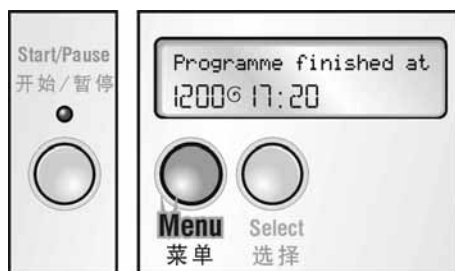 Start/Pause
开始/暂停
Programme finished at
1200 17:20
Menu
菜单
Select
选择